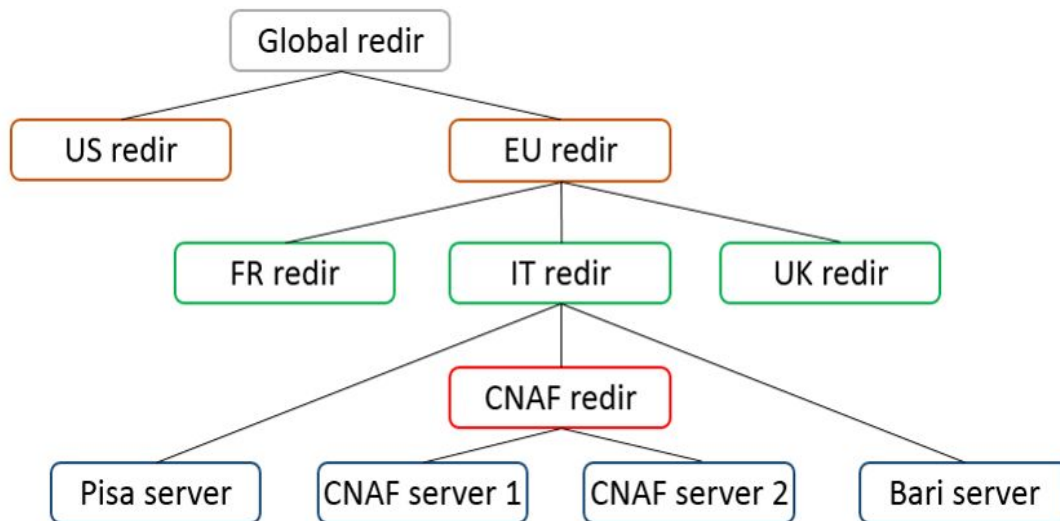 Global redir
US redir
EU redir
FR redir
IT redir
UK redir
CNAF redir
Pisa server
CNAF server 1
CNAF server 2
Bari server